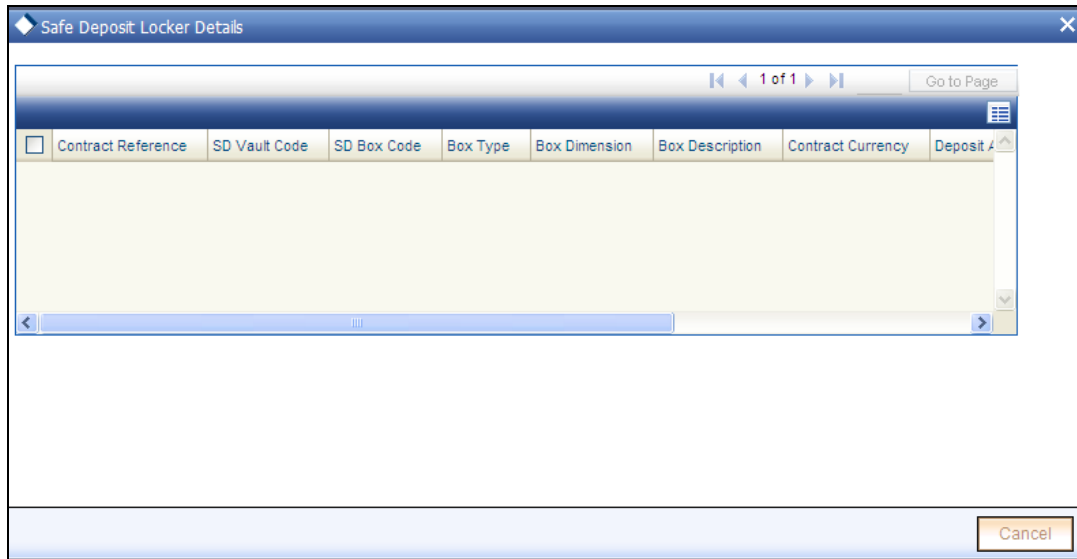 Safe Deposit Locker Details
1 of 1 Go to Page
Contract Reference SD Vault Code SD Box Code Box Type Box Dimension Box Description Contract Currency Deposit
Cancel